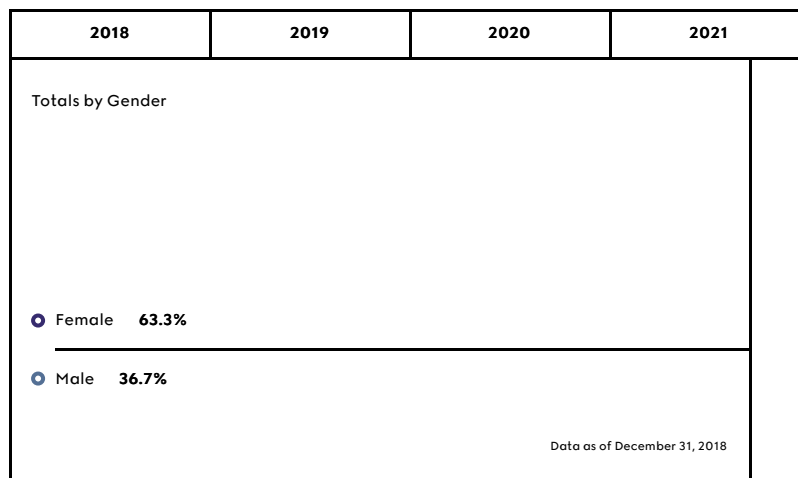 2018 2019 2020 2021
Totals by Gender
Female 63.3%
Male 36.7%
Data as of December 31, 2018